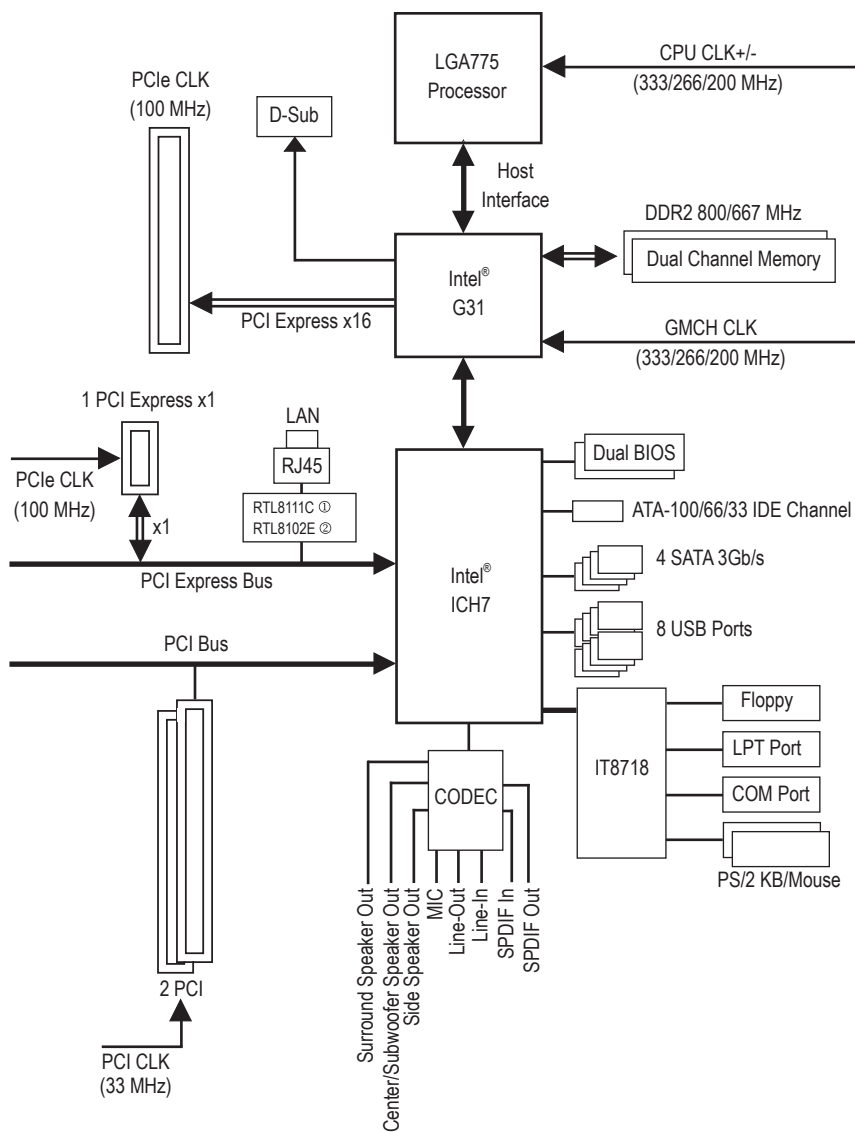 LGA775
Processor
CPU CLK+/-
(333/266/200 MHz)
PCIe CLK
(100 MHz)
D-Sub
Host
Interface
DDR2 800/667 MHz
Dual Channel Memory
Intel®
G31
PCI Express x16
GMCH CLK
(333/266/200 MHz)
1 PCI Express x1
LAN
RJ45
PCIe CLK
(100 MHz)
x1
RTL8111C ①
RTL8102E ②
PCI Express Bus
Dual BIOS
ATA-100/66/33 IDE Channel
Intel®
ICH7
4 SATA 3Gb/s
8 USB Ports
PCI Bus
IT8718
Floppy
LPT Port
COM Port
PS/2 KB/Mouse
CODEC
Surround Speaker Out
Center/Subwoofer Speaker Out
Side Speaker Out
MIC
Line-Out
Line-In
SPDIF In
SPDIF Out
2 PCI
PCI CLK
(33 MHz)